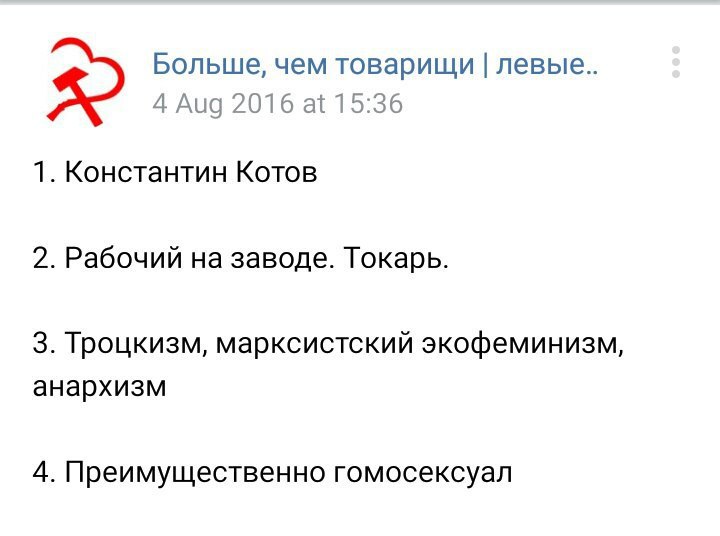 Больше, чем товарищи | левые..
4 Aug 2016 at 15:36
1. Константин Котов
2. Рабочий на заводе. Токарь.
3. Троцкизм, марксистский экофеминизм,
анархизм
4. Преимущественно гомосексуал